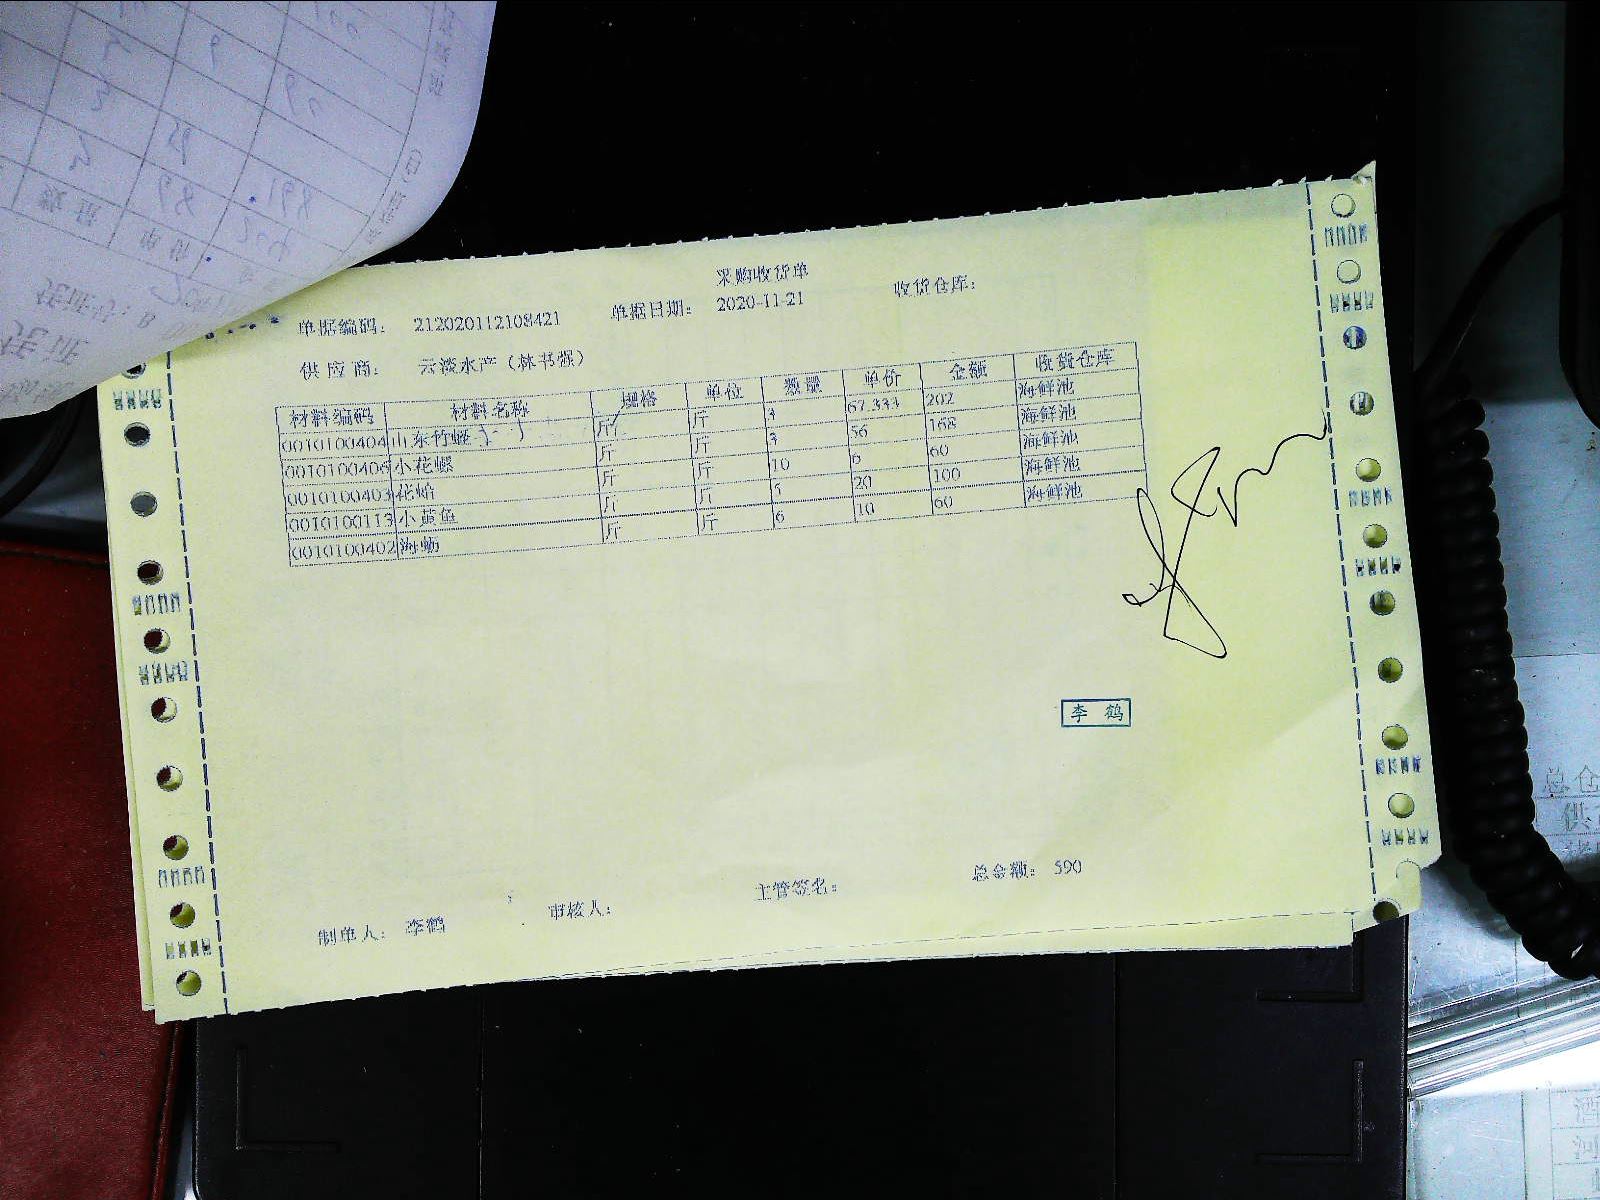 采购收货单
单据编码： 212020112108421 单据日期： 2020-11-21 收货仓库：
供应商： 云淡水产（林书强）
材料编码 材料名称 规格 单位 数量 单价 金额 收货仓库
0010100404 山东竹蛏 斤 斤 3 67.333 202 海鲜池
0010100406 小花螺 斤 斤 3 56 168 海鲜池
0010100403 花蛤 斤 斤 10 6 60 海鲜池
0010100113 小黄鱼 斤 斤 5 20 100 海鲜池
0010100402 海蛎 斤 斤 6 10 60 海鲜池
李鹤
制单人： 李鹤 审核人： 主管签名： 总金额： 590
总仓
供